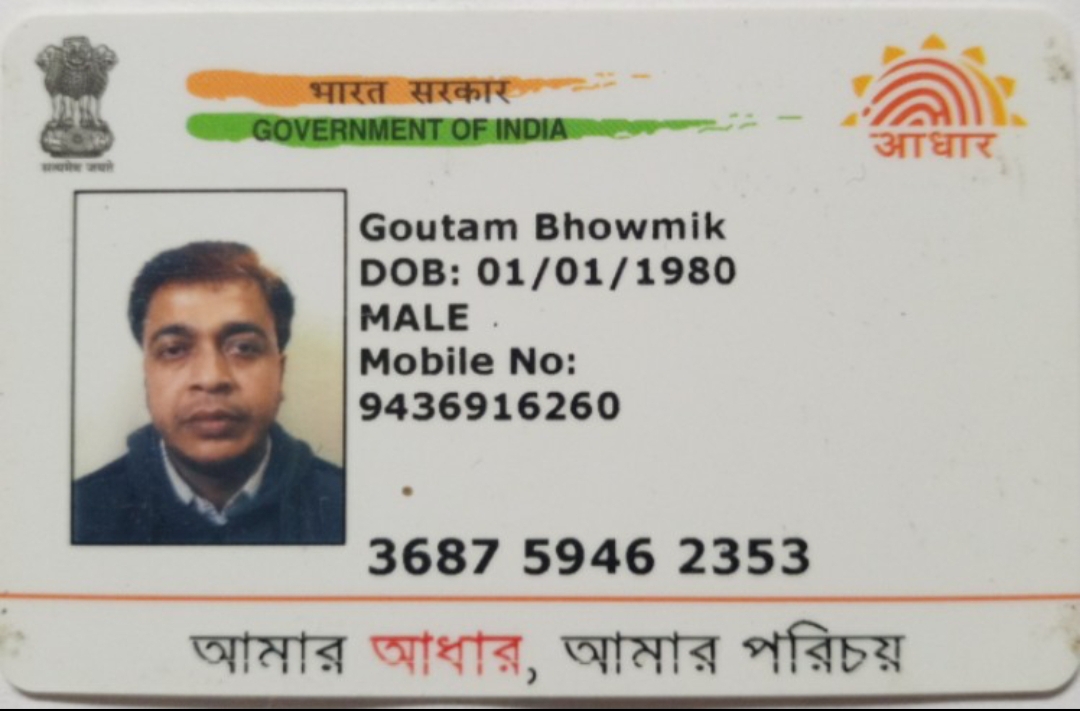 भारत सरकार
GOVERNMENT OF INDIA
आधार
सत्यमेव जयते
Goutam Bhowmik
DOB: 01/01/1980
MALE
Mobile No:
9436916260
3687 5946 2353
আমার আধার, আমার পরিচয়